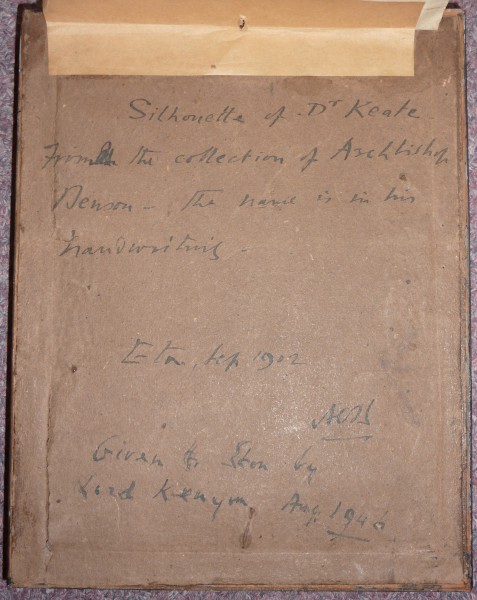 Silhouette of Dr Keate
From the collection of Archbishop
Benson - the name is in his
handwriting -
Eton, Sep 1902
ACB
Given to Eton by
Lord Kenyon, Aug. 1946